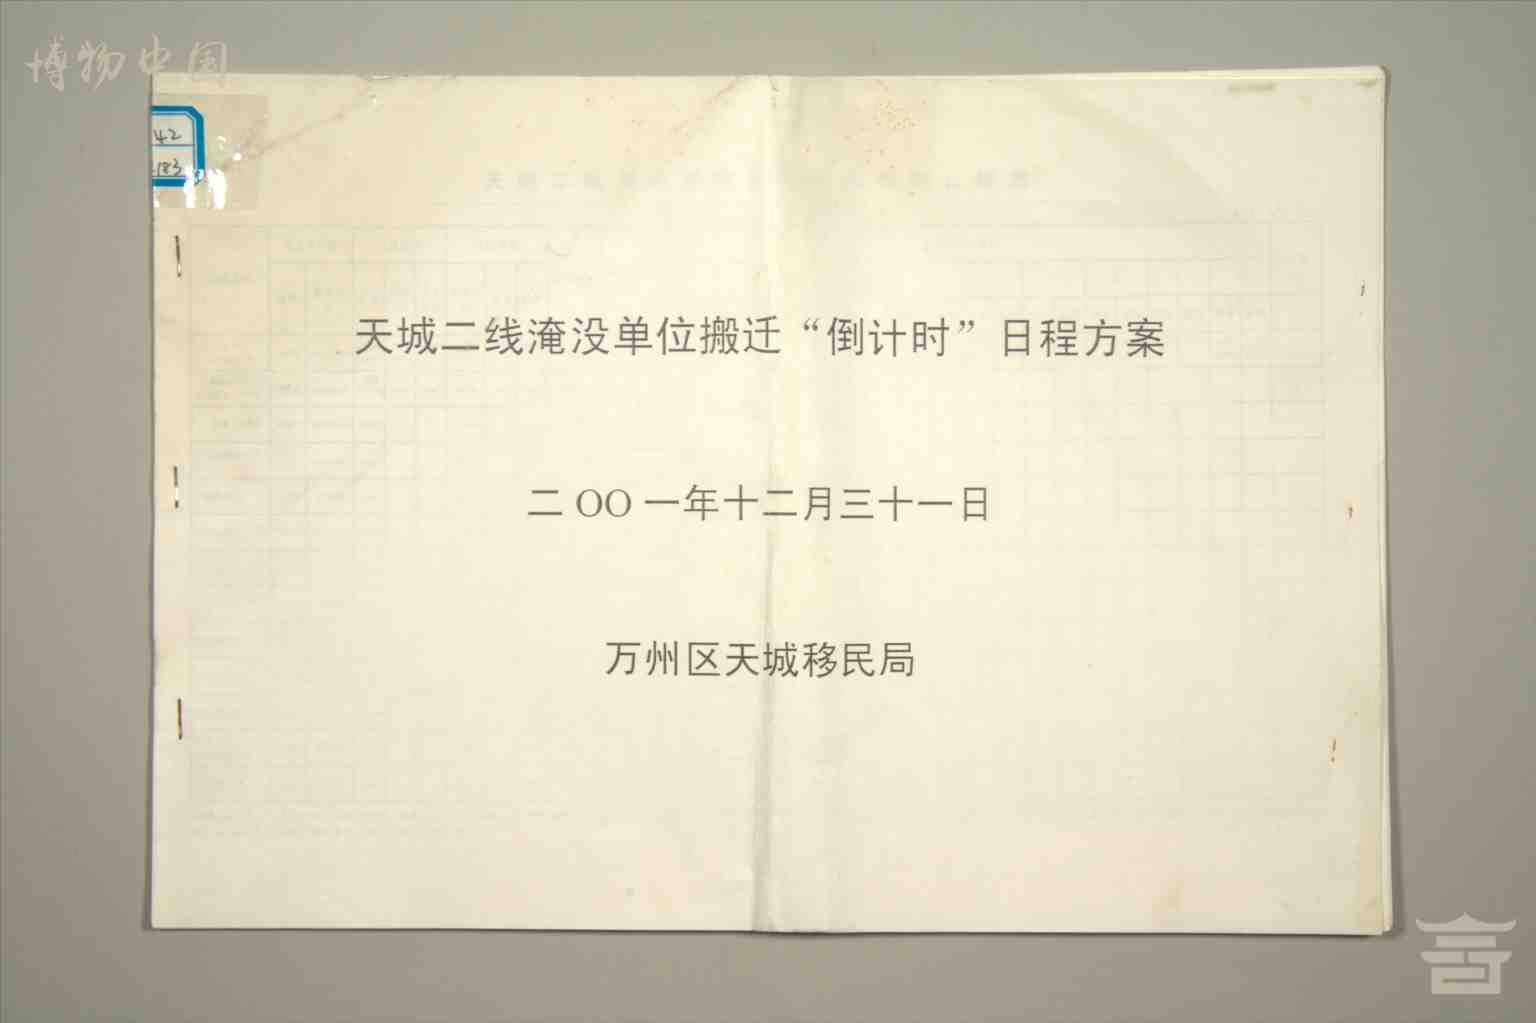 博物中国
42
183
天城二线淹没单位搬迁“倒计时”日程方案
二OO一年十二月三十一日
万州区天城移民局